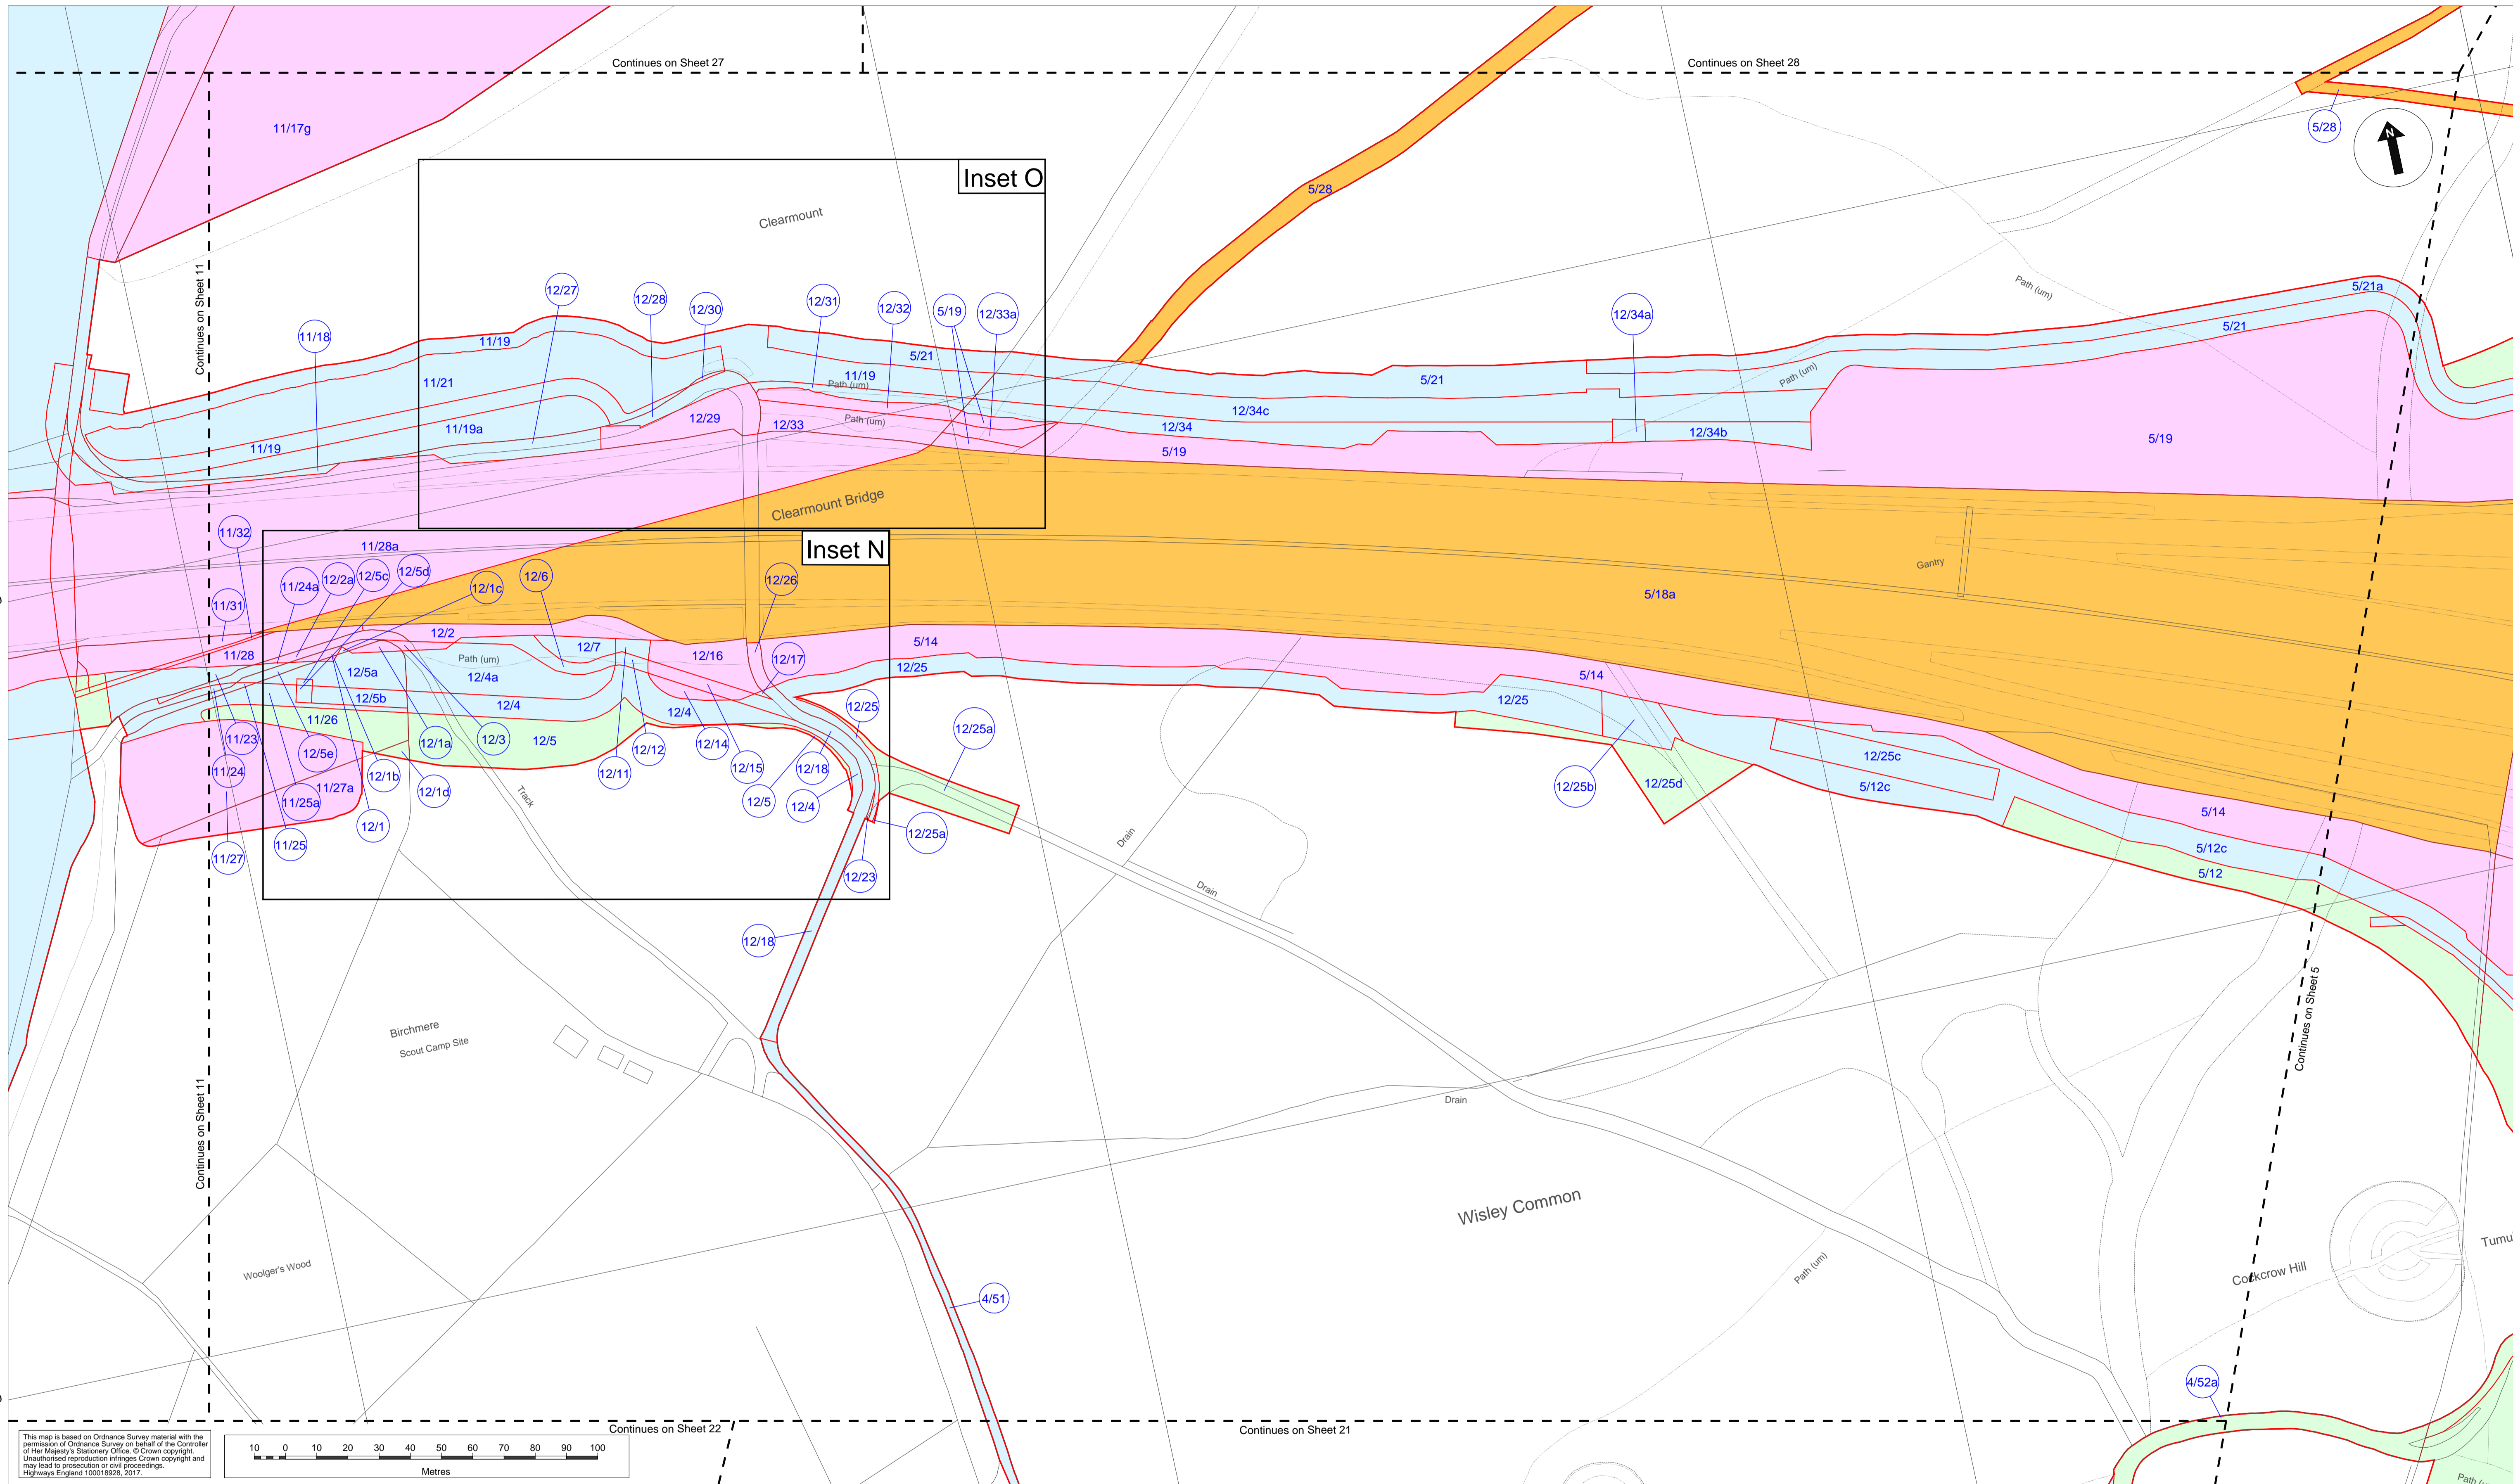 Continues on Sheet 27
Continues on Sheet 28
11/17g
5/28
N
Inset O
5/28
Clearmount
Continues on Sheet 11
Path (um)
5/21a
12/27
12/28
12/30
12/31
12/32
5/19
12/33a
12/34a
5/21
11/18
11/19
5/21
11/21
11/19
Path (um)
5/21
Path (um)
12/34c
12/29
Path (um)
12/33
12/34
12/34b
11/19a
11/19
5/19
5/19
Clearmount Bridge
11/32
11/28a
Inset N
Gantry
11/24a
12/2a
12/5c
12/5d
12/1c
12/6
12/26
5/18a
11/31
12/2
12/7
12/16
5/14
11/28
Path (um)
12/17
12/25
12/5a
12/4a
5/14
12/5b
12/4
12/4
12/25
12/25
11/26
12/5
12/25a
11/23
12/5e
12/1a
12/3
12/12
12/14
12/15
12/18
12/25c
11/24
12/1b
12/11
12/25b
12/25d
5/12c
11/25a
11/27a
12/1d
Track
12/5
12/4
5/14
12/1
12/25a
Drain
11/25
5/12c
11/27
12/23
5/12
Drain
12/18
Continues on Sheet 5
Birchmere
Scout Camp Site
Drain
Continues on Sheet 11
Wisley Common
Tumu
Woolger's Wood
Path (um)
Cockcrow Hill
4/51
4/52a
Continues on Sheet 22
Continues on Sheet 21
This map is based on Ordnance Survey material with the
permission of Ordnance Survey on behalf of the Controller
of Her Majesty's Stationery Office. © Crown copyright.
Unauthorised reproduction infringes Crown copyright and
may lead to prosecution or civil proceedings.
Highways England 100018928, 2017.
10 0 10 20 30 40 50 60 70 80 90 100
Metres